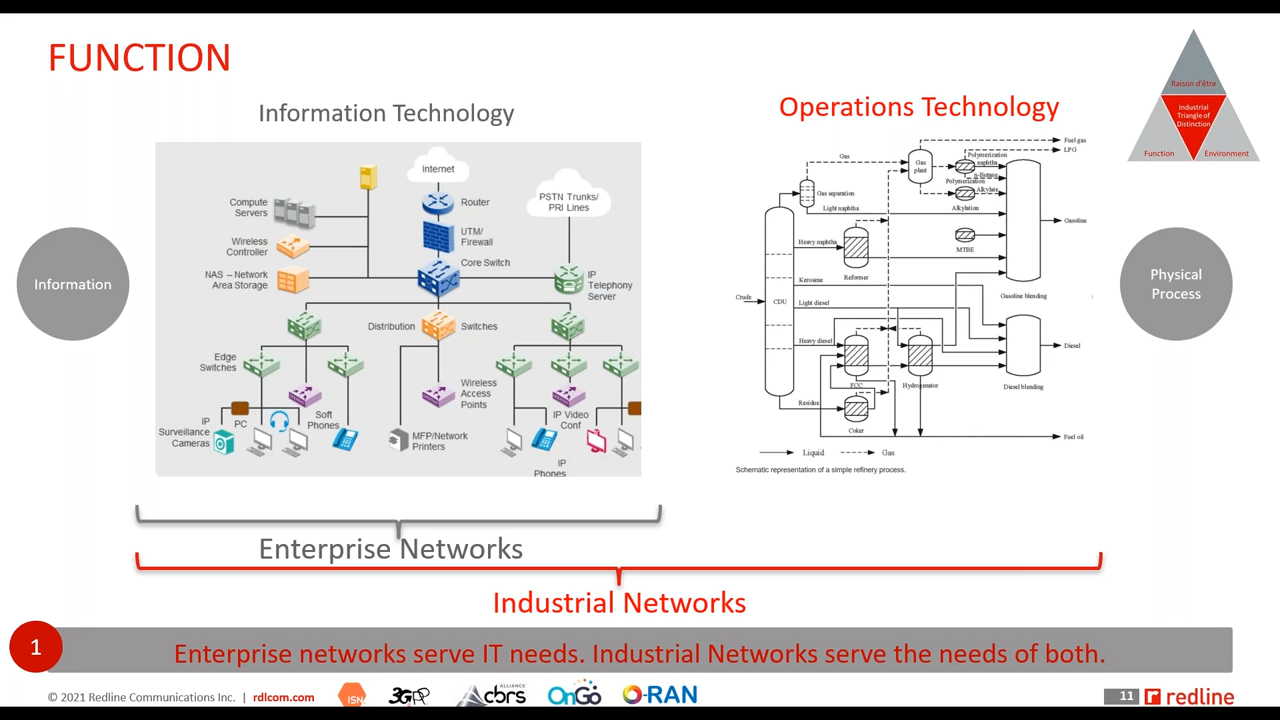 FUNCTION
Raison d'être
Industrial
Triangle of
Distinction
Function
Environment
Information Technology
Operations Technology
Information
Internet
Router
PSTN Trunks/
PRI Lines
Compute
Servers
UTM/
Firewall
Wireless
Controller
Core Switch
NAS – Network
Area Storage
IP
Telephony
Server
Distribution
Switches
Edge
Switches
Wireless
Access
Points
Soft
Phones
PC
IP
Surveillance
Cameras
MFP/Network
Printers
IP Video
Conf
IP
Phones
Fuel gas
LPG
Gas
Gas
plant
Polymerization
naphtha
n-Butane
Polymerization
Alkylate
Gas separation
Light naphtha
Alkylation
Gasoline
Heavy naphtha
MTBE
Reformer
Kerosene
Gasoline blending
Crude
CDU
Light diesel
Heavy diesel
Diesel
FCC
Hydrogenator
Diesel blending
Residue
Coker
Fuel oil
Liquid
Gas
Schematic representation of a simple refinery process.
Physical
Process
Enterprise Networks
Industrial Networks
1
Enterprise networks serve IT needs. Industrial Networks serve the needs of both.
© 2021 Redline Communications Inc. | rdlcom.com
ISN
3GPP
cbrs
ALLIANCE
OnGo
O-RAN
11
redline